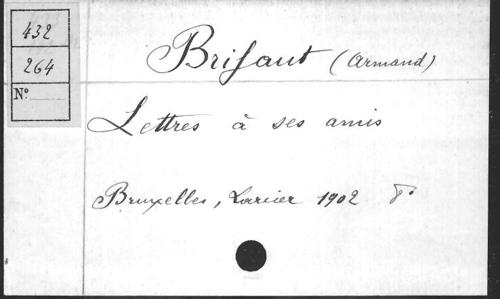 432
264
N°
Brifaut (Armand)
Lettres à ses amis
Bruxelles, Larcier 1902 8°